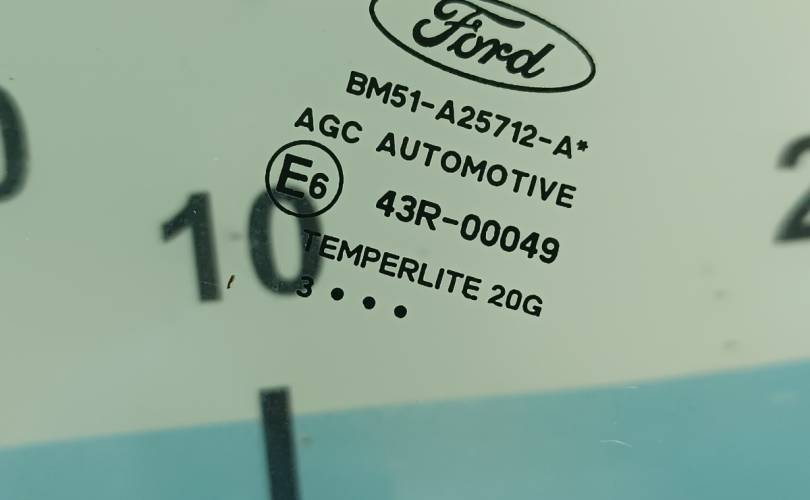 Ford
BM51-A25712-A*
AGC AUTOMOTIVE
E6 43R-00049
TEMPERLITE 20G
3 • • •
10